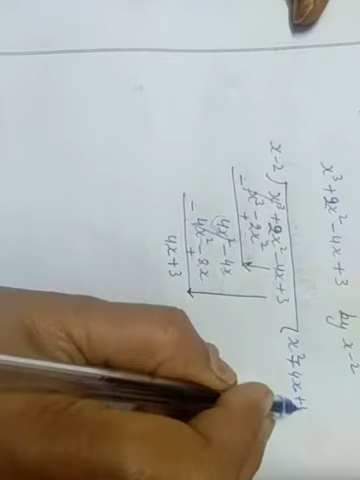 x³+2x²-4x+3 by x-2
x-2) x³+2x²-4x+3 (x²+4x+4
- x³-2x²
+
4x²-4x
- 4x²-8x
+
4x+3